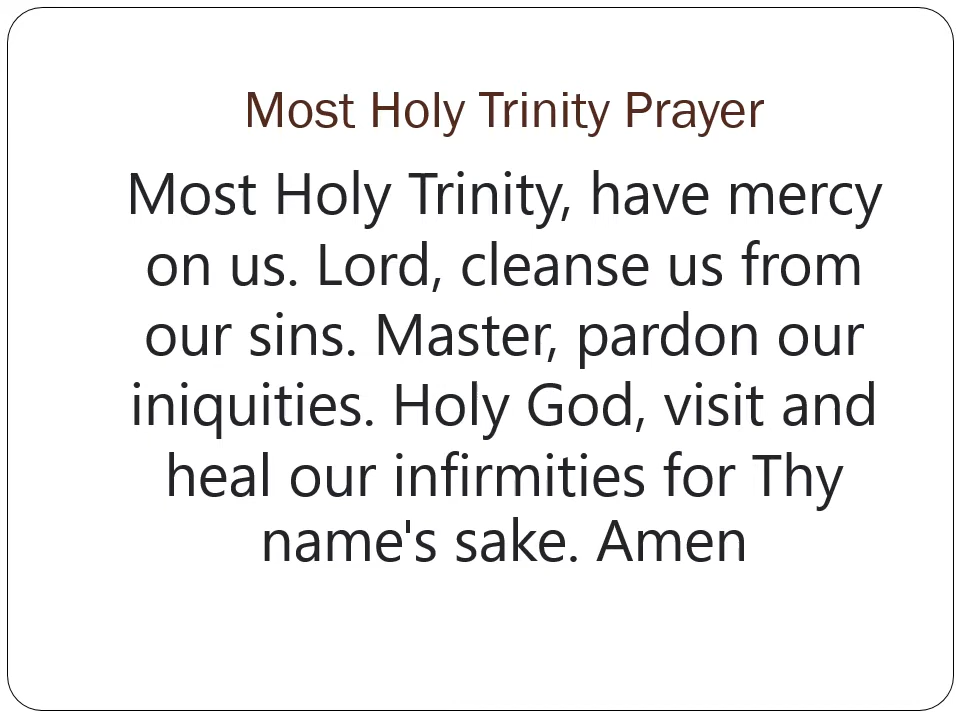 Most Holy Trinity Prayer
Most Holy Trinity, have mercy
on us. Lord, cleanse us from
our sins. Master, pardon our
iniquities. Holy God, visit and
heal our infirmities for Thy
name's sake. Amen